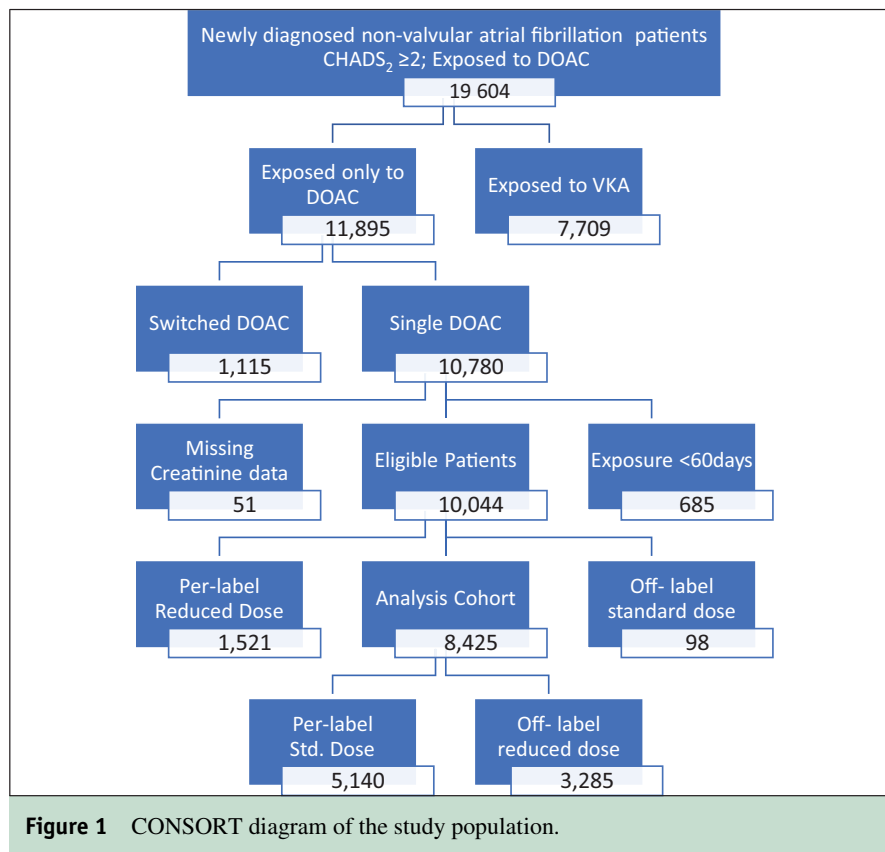 Newly diagnosed non-valvular atrial fibrillation patients
CHADS₂ ≥2; Exposed to DOAC
19 604
Exposed only to
DOAC
11,895
Exposed to VKA
7,709
Switched DOAC
1,115
Single DOAC
10,780
Missing
Creatinine data
51
Eligible Patients
10,044
Exposure <60days
685
Per-label
Reduced Dose
1,521
Analysis Cohort
8,425
Off- label
standard dose
98
Per-label
Std. Dose
5,140
Off- label
reduced dose
3,285
Figure 1 CONSORT diagram of the study population.